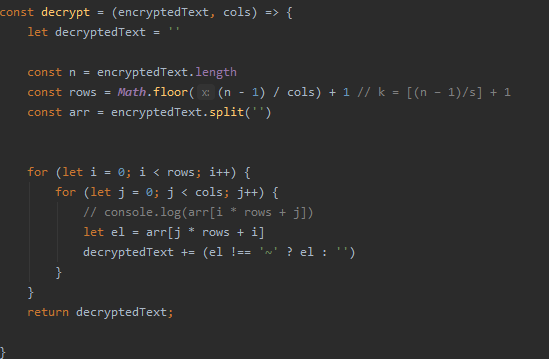 const decrypt = (encryptedText, cols) => {
let decryptedText = ''
const n = encryptedText.length
const rows = Math.floor( x: (n - 1) / cols) + 1 // k = [(n − 1)/s] + 1
const arr = encryptedText.split('')
for (let i = 0; i < rows; i++) {
for (let j = 0; j < cols; j++) {
// console.log(arr[i * rows + j])
let el = arr[j * rows + i]
decryptedText += (el !== '~' ? el : '')
}
}
return decryptedText;
}